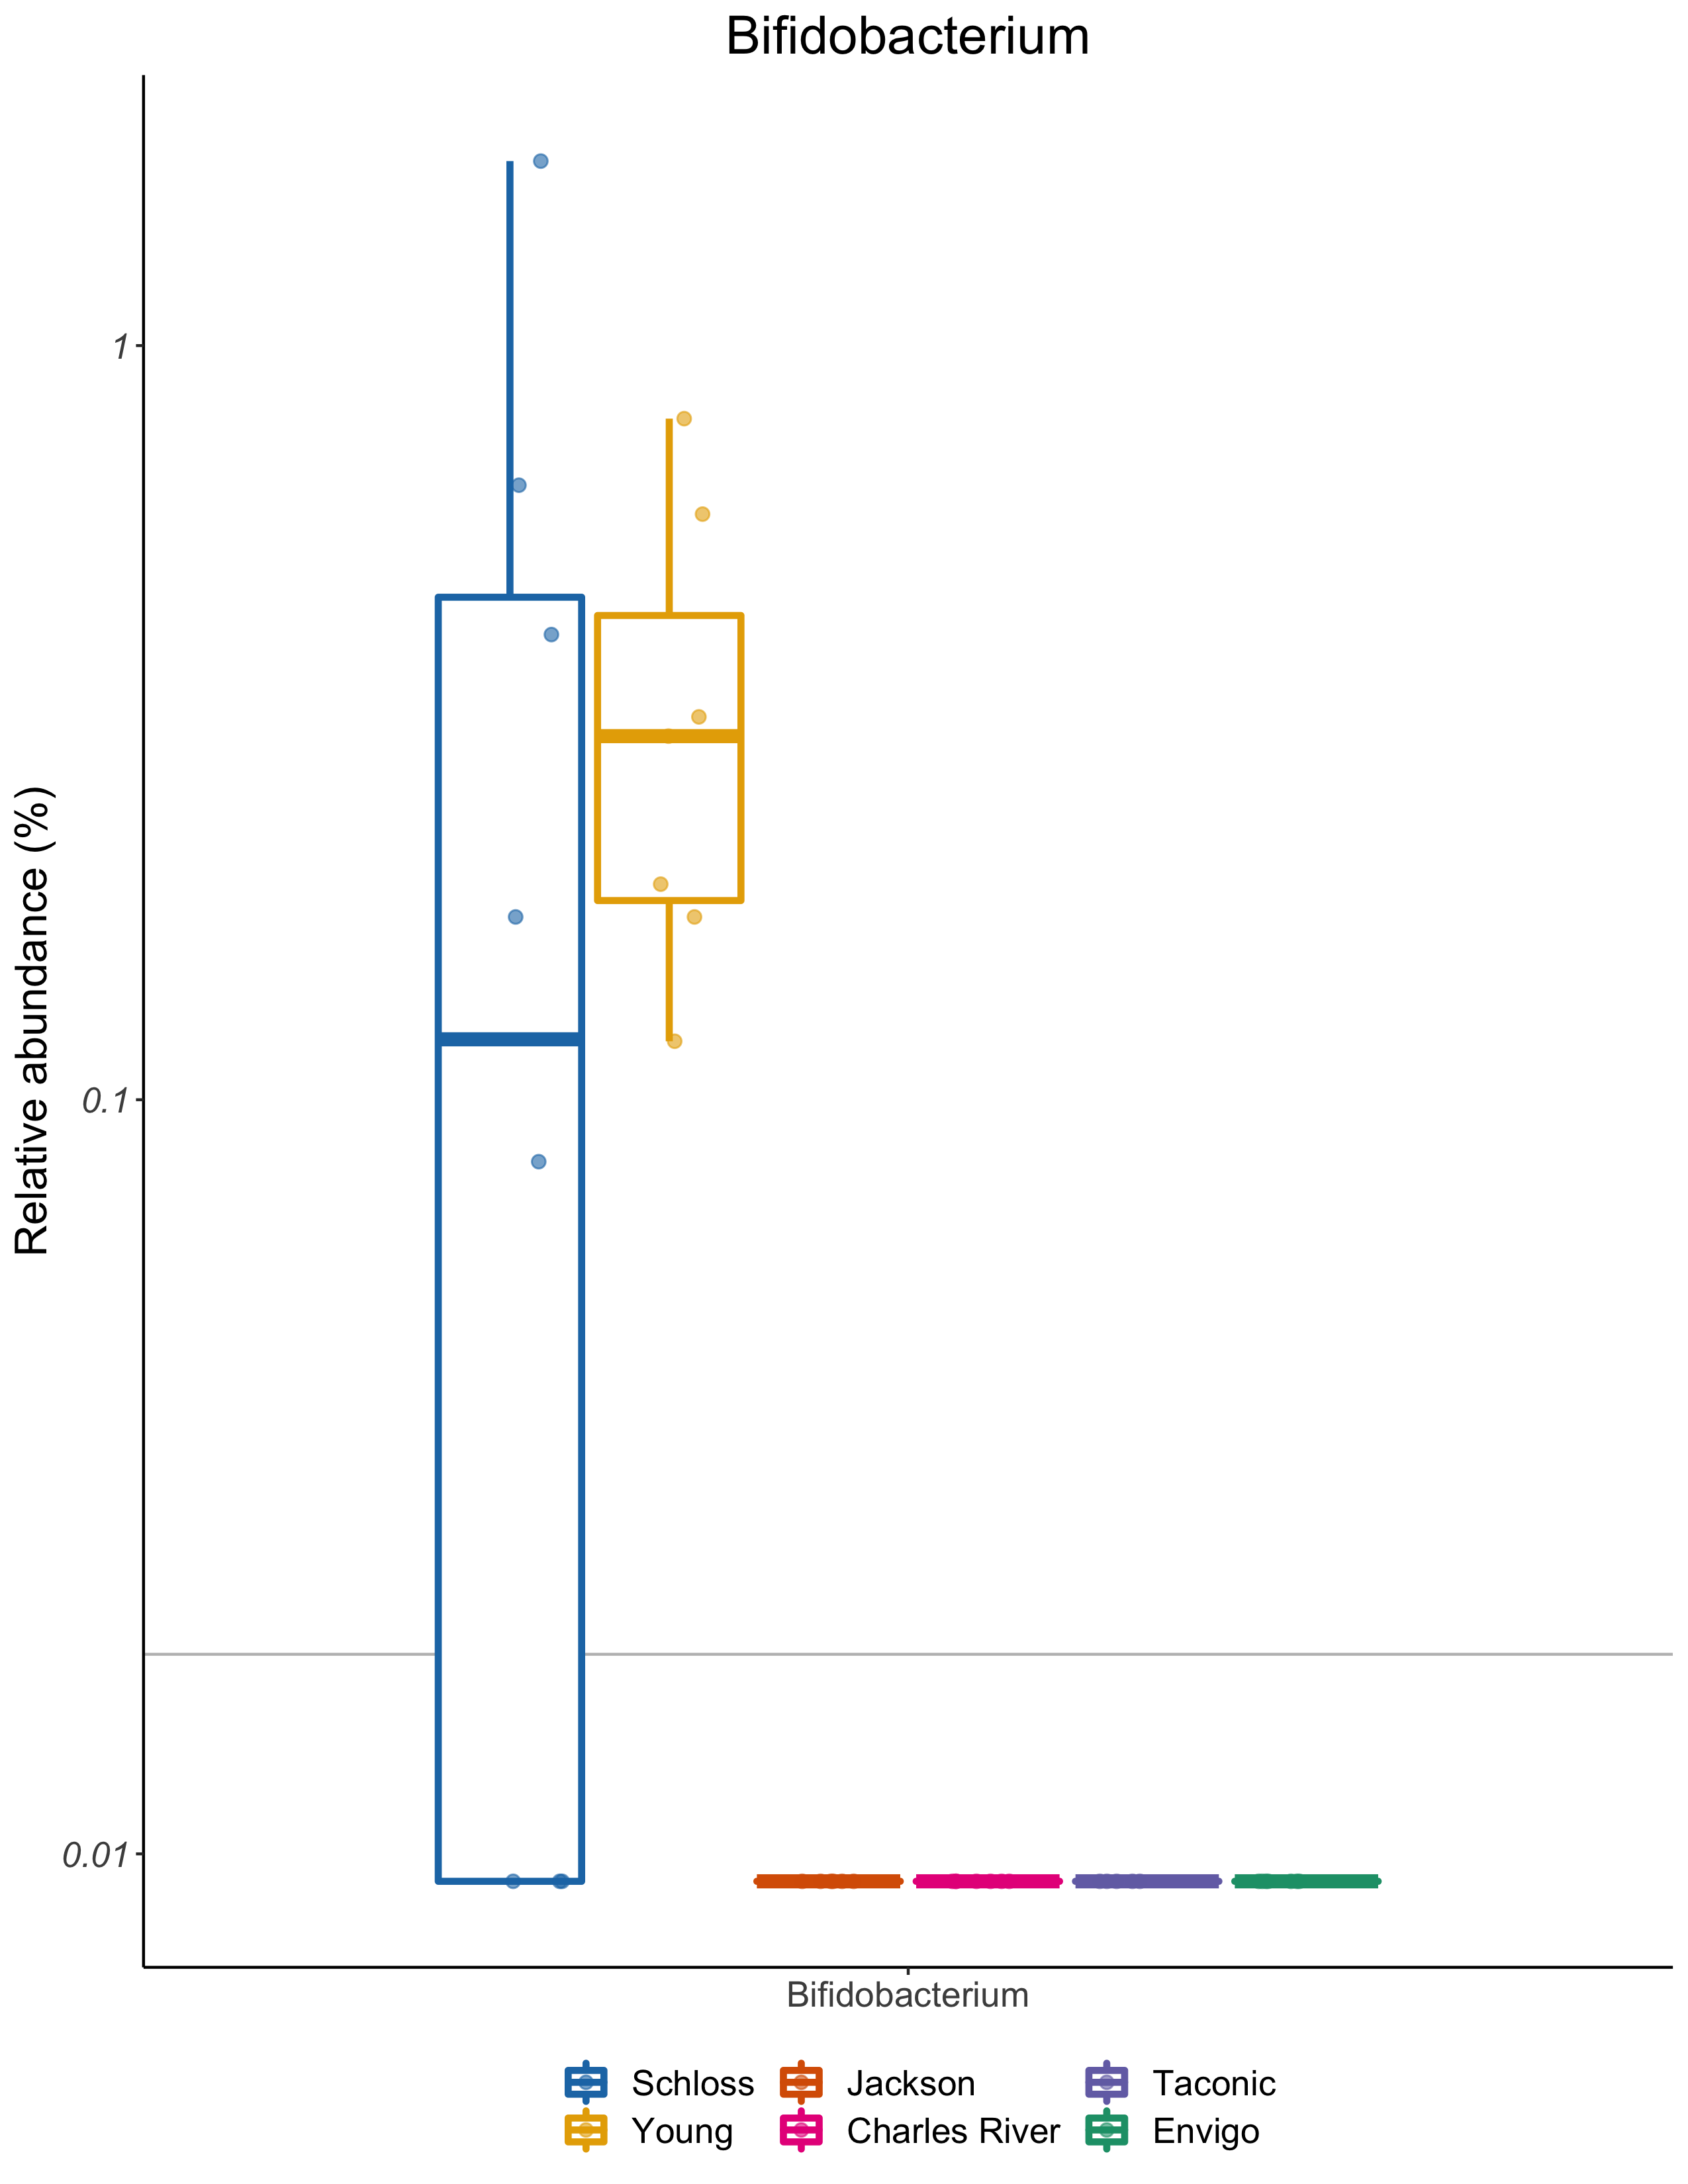 Bifidobacterium
Relative abundance (%)
1
0.1
0.01
Bifidobacterium
Schloss Jackson Taconic
Young Charles River Envigo